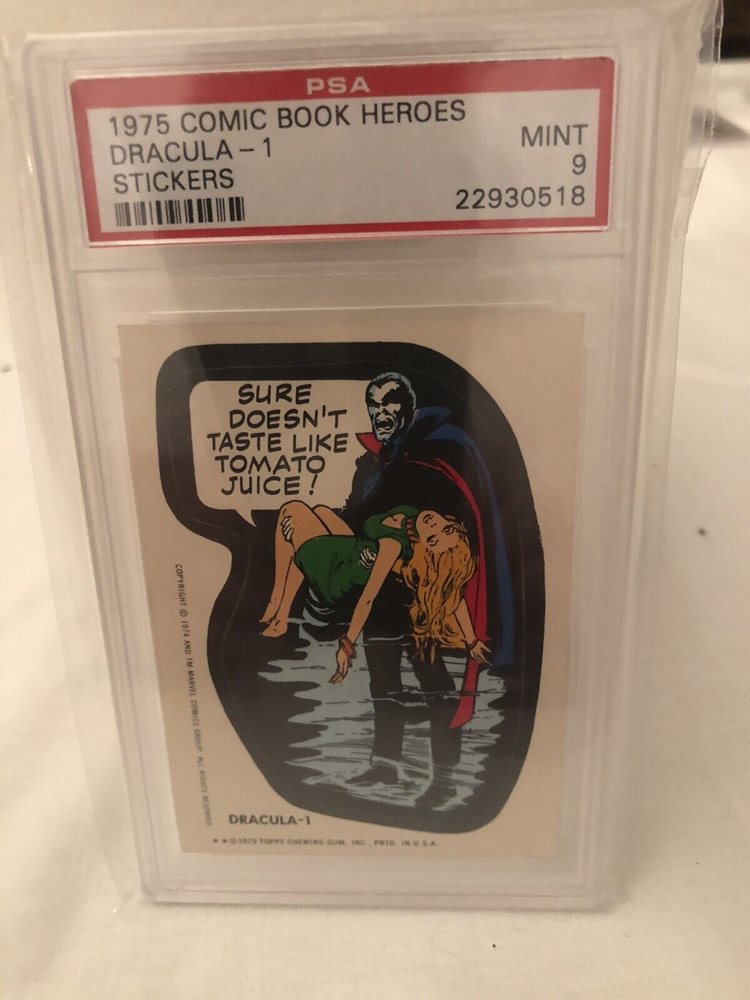 PSA
1975 COMIC BOOK HEROES
DRACULA - 1
STICKERS
MINT
9
22930518
SURE
DOESN'T
TASTE LIKE
TOMATO
JUICE!
COPYRIGHT © 1974 AND TM MARVEL COMICS GROUP. ALL RIGHTS RESERVED
DRACULA-1
* * © 1975 TOPPS CHEWING GUM, INC., PRTD. IN U.S.A.